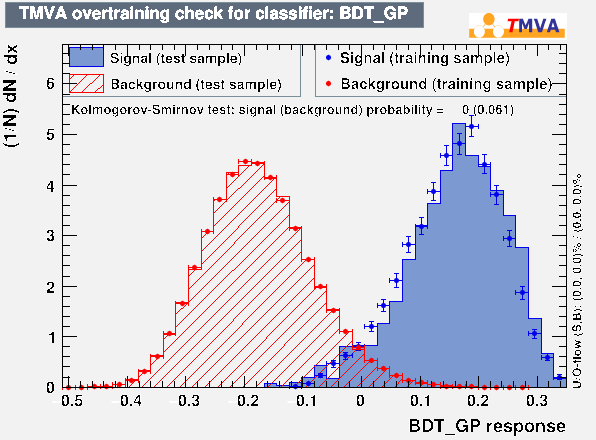 TMVA overtraining check for classifier: BDT_GP
TMVA
(1/N) dN / dx
Signal (test sample)
Background (test sample)
Signal (training sample)
Background (training sample)
Kolmogorov-Smirnov test: signal (background) probability = 0 (0.061)
6
5
4
3
2
1
0
−0.5 −0.4 −0.3 −0.2 −0.1 0 0.1 0.2 0.3
BDT_GP response
U/O-flow (S,B): (0.0, 0.0)% / (0.0, 0.0)%